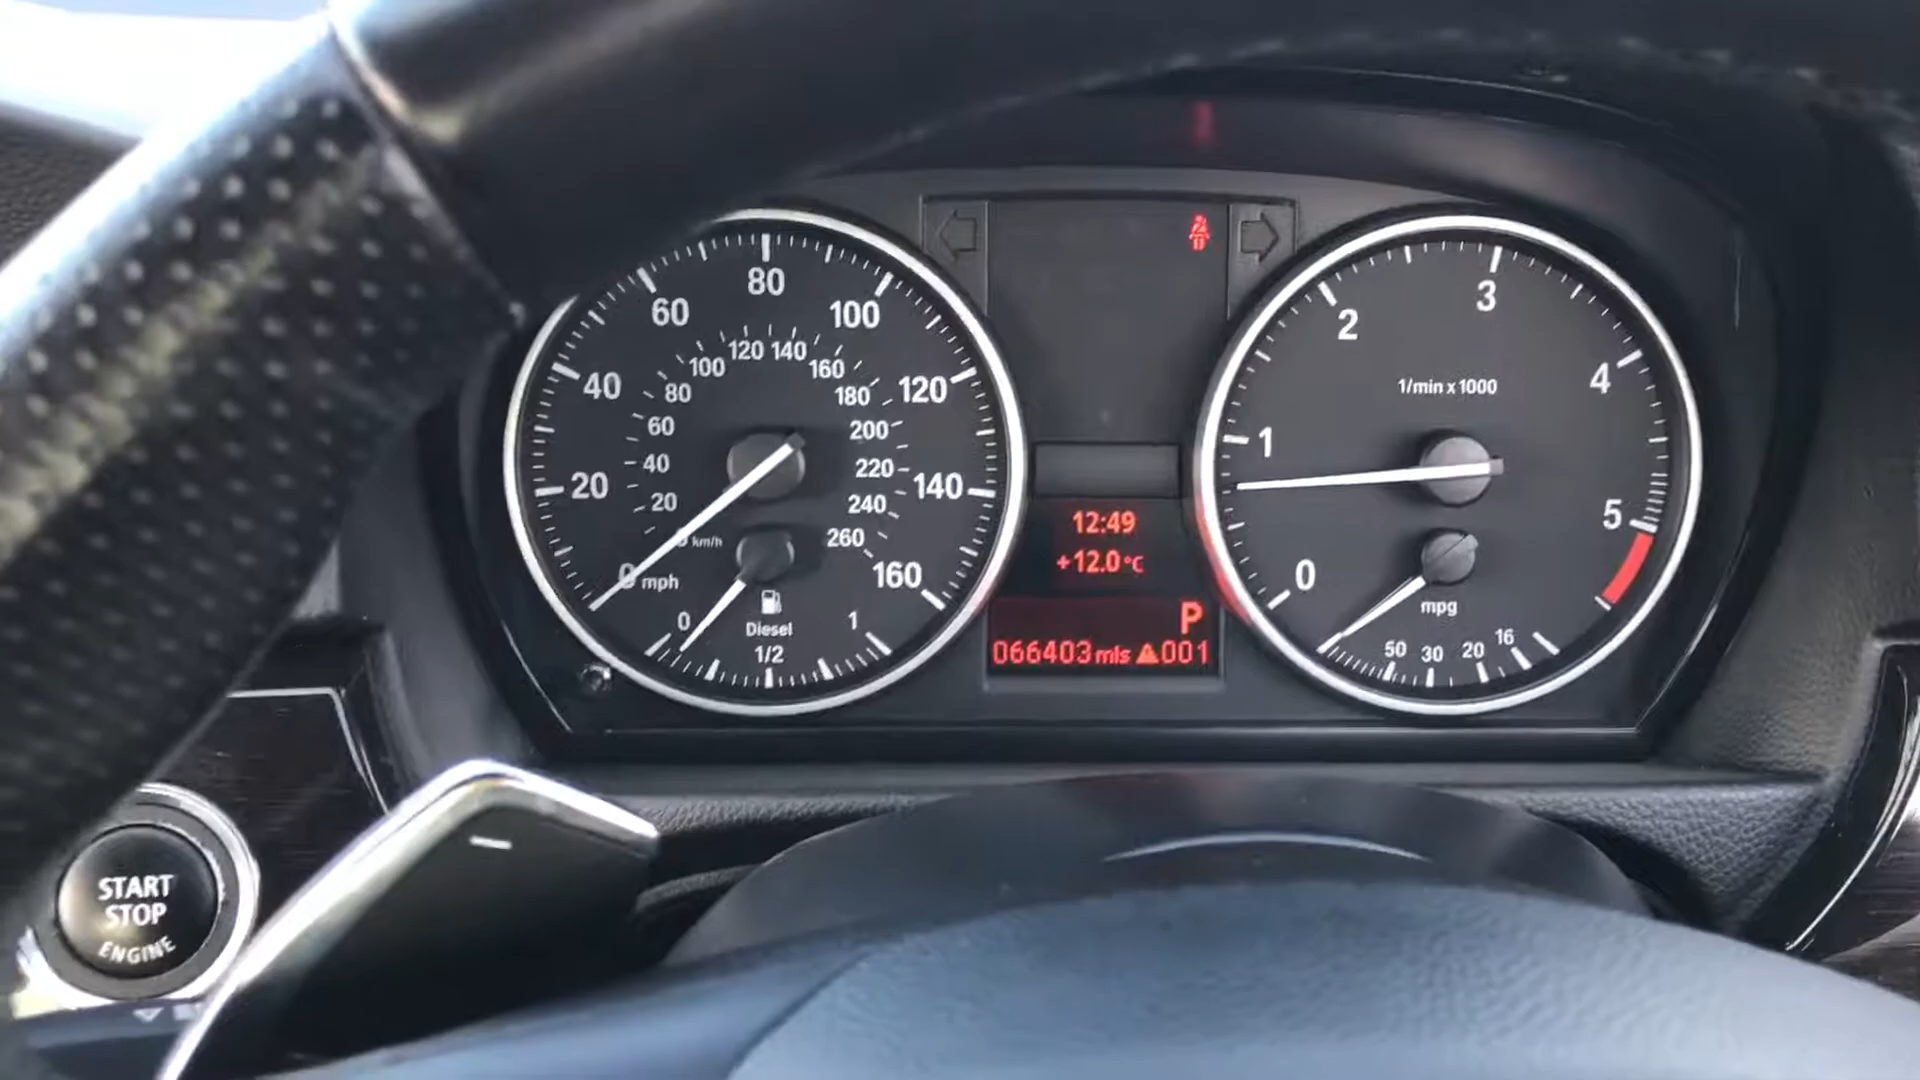 80
60
100
40
120
20
140
0 mph
160
120 140
100
160
80
180
60
200
40
220
20
240
km/h
260
0
1
Diesel
1/2
12:49
+12.0°C
P
066403 mls 001
3
2
4
1/min x 1000
1
5
0
mpg
50 30 20 16
START
STOP
ENGINE